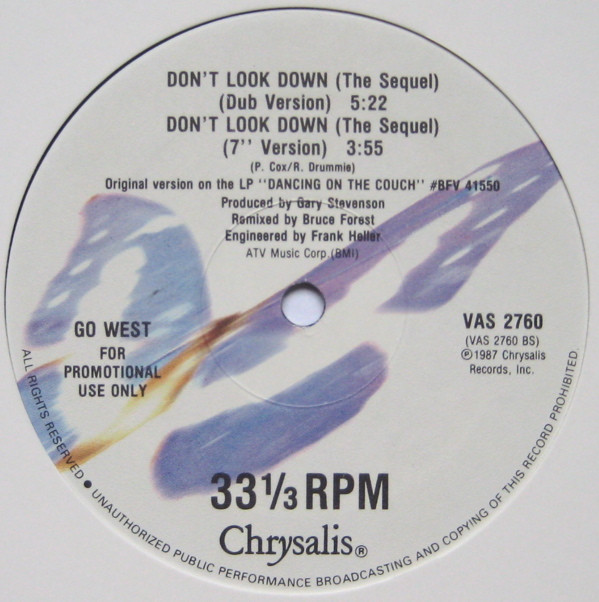 DON'T LOOK DOWN (The Sequel)
(Dub Version) 5:22
DON'T LOOK DOWN (The Sequel)
(7'' Version) 3:55
(P. Cox/R. Drummie)
Original version on the LP ''DANCING ON THE COUCH'' #BFV 41550
Produced by Gary Stevenson
Remixed by Bruce Forest
Engineered by Frank Heller
ATV Music Corp.(BMI)
GO WEST
FOR
PROMOTIONAL
USE ONLY
VAS 2760
(VAS 2760 BS)
℗1987 Chrysalis
Records, Inc.
33⅓ RPM
Chrysalis®
ALL RIGHTS RESERVED • UNAUTHORIZED PUBLIC PERFORMANCE BROADCASTING AND COPYING OF THIS RECORD PROHIBITED